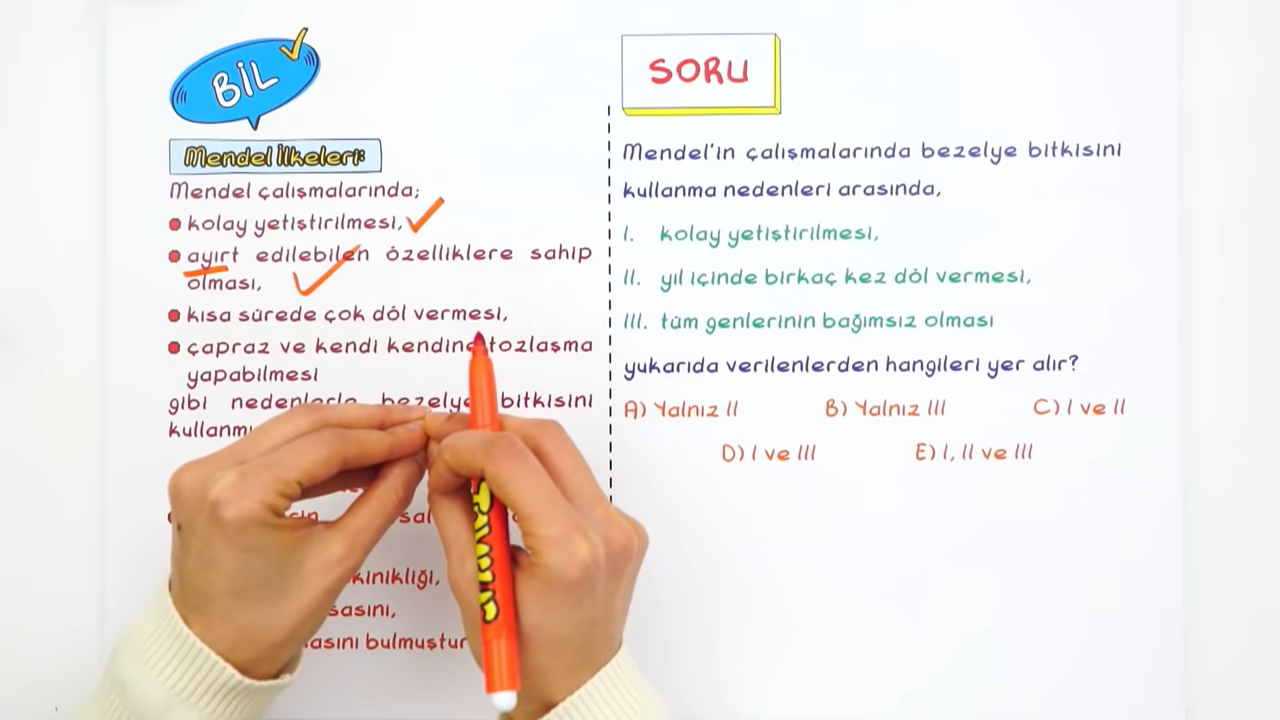 BİL
Mendel İlkeleri:
Mendel çalışmalarında;
kolay yetiştirilmesi,
ayırt edilebilen özelliklere sahip
olması,
kısa sürede çok döl vermesi,
çapraz ve kendi kendine tozlaşma
yapabilmesi
gibi nedenlerle bezelye bitkisini
sasını,
bulmuştur
SORU
Mendel'in çalışmalarında bezelye bitkisini
kullanma nedenleri arasında,
I. kolay yetiştirilmesi,
II. yıl içinde birkaç kez döl vermesi,
III. tüm genlerinin bağımsız olması
yukarıda verilenlerden hangileri yer alır?
A) Yalnız II B) Yalnız III C) I ve II
D) I ve III E) I, II ve III